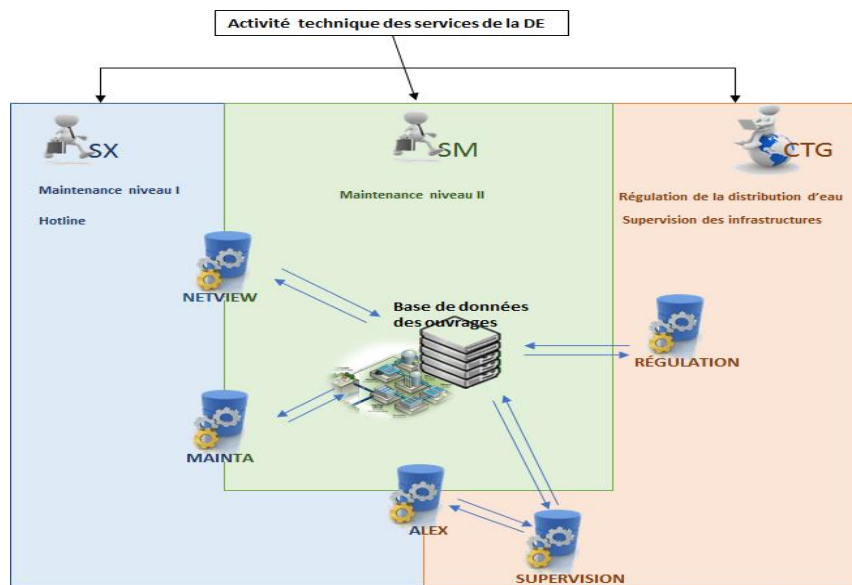 Activité technique des services de la DE
SX
SM
CTG
Maintenance niveau I
Hotline
Maintenance niveau II
Régulation de la distribution d'eau
Supervision des infrastructures
NETVIEW
Base de données
des ouvrages
RÉGULATION
MAINTA
ALEX
SUPERVISION